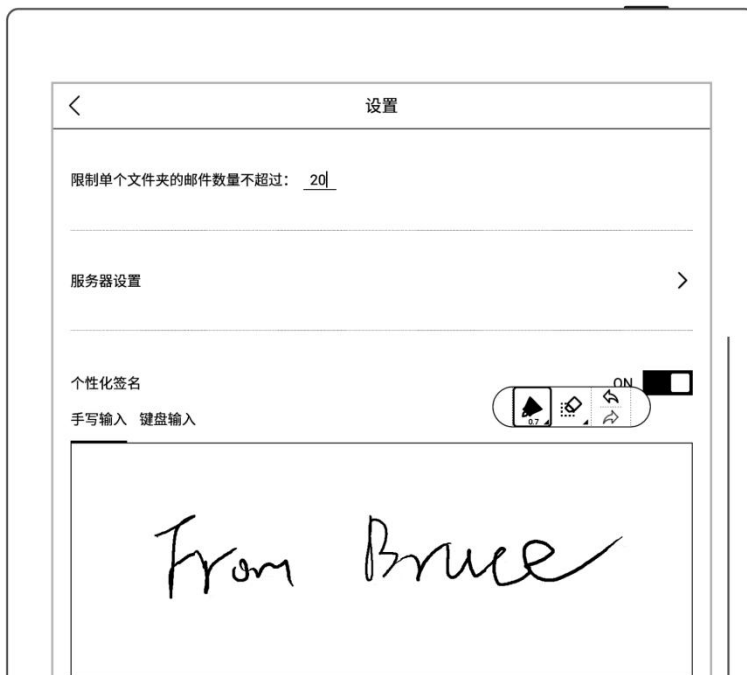 设置
限制单个文件夹的邮件数量不超过： 20
服务器设置
个性化签名 ON
手写输入 键盘输入
0.7
From Bruce